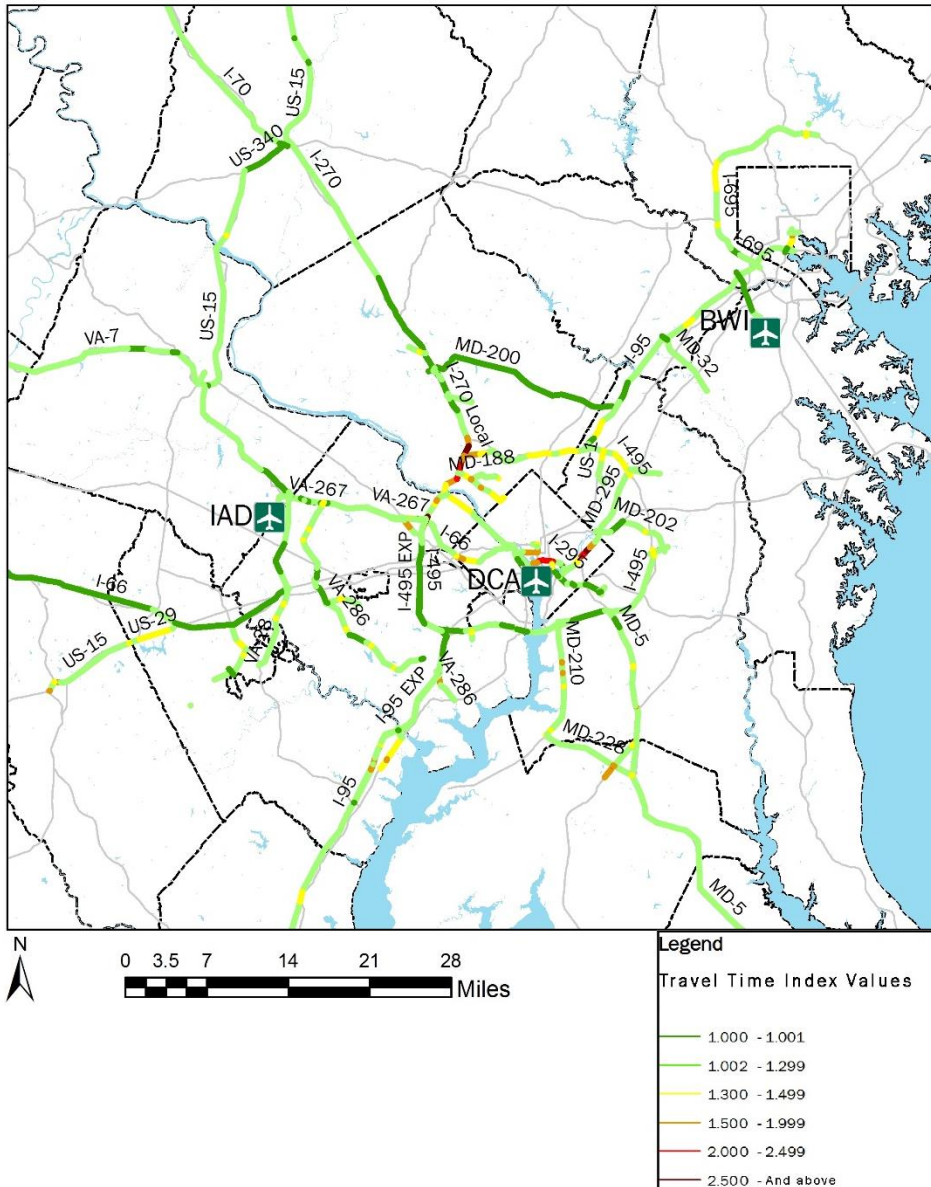 I-70
US-15
US-340
I-270
I-695
I-695
US-15
BWI
VA-7
MD-200
I-95
MD-32
I-270 Local
US-1
I-495
MD-188
MD-295
VA-267
VA-267
MD-202
IAD
I-66
I-295
I-495 EXP
I-495
I-495
DCA
I-66
VA-286
MD-5
US-29
US-15
VA-28
MD-210
VA-286
I-95 EXP
MD-228
I-95
MD-5
N
0 3.5 7 14 21 28
Miles
Legend
Travel Time Index Values
1.000 - 1.001
1.002 - 1.299
1.300 - 1.499
1.500 - 1.999
2.000 - 2.499
2.500 - And above